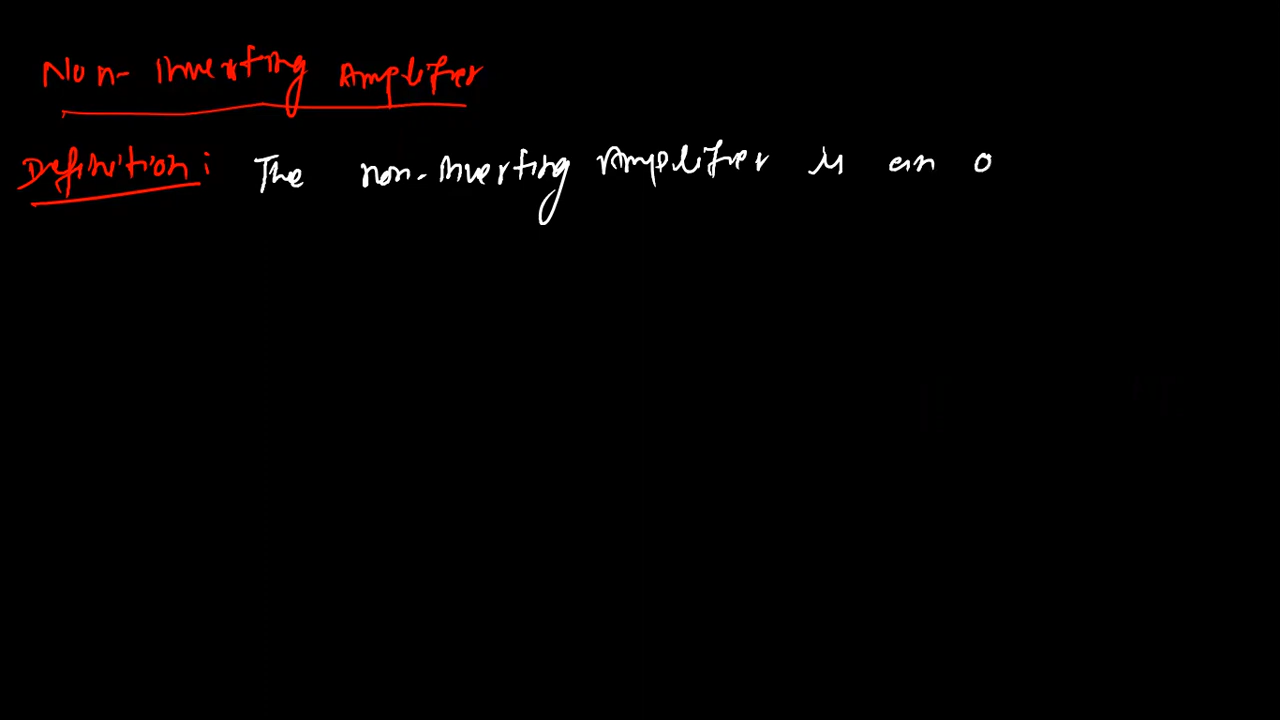 Non-Inverting Amplifier
Definition: The non-Inverting Amplifier is an o